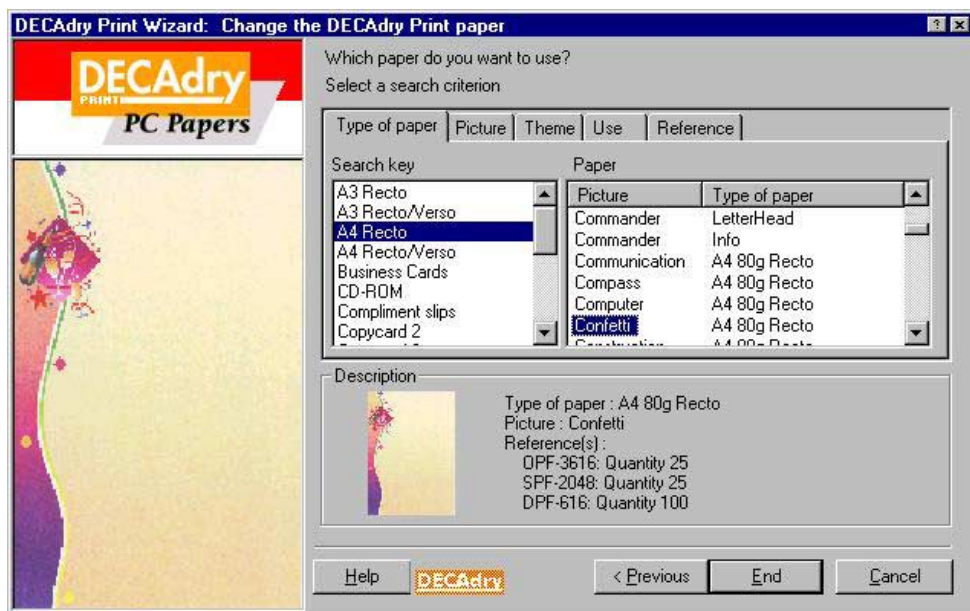 DECAdry Print Wizard: Change the DECAdry Print paper
DECAdry
PRINT
PC Papers
Which paper do you want to use?
Select a search criterion
Type of paper Picture Theme Use Reference
Search key
A3 Recto
A3 Recto/Verso
A4 Recto
A4 Recto/Verso
Business Cards
CD-ROM
Compliment slips
Copycard 2
Paper
Picture Type of paper
Commander LetterHead
Commander Info
Communication A4 80g Recto
Compass A4 80g Recto
Computer A4 80g Recto
Confetti A4 80g Recto
Construction A4 80g Recto
Description
Type of paper : A4 80g Recto
Picture : Confetti
Reference(s) :
OPF-3616: Quantity 25
SPF-2048: Quantity 25
DPF-616: Quantity 100
Help DECAdry < Previous End Cancel